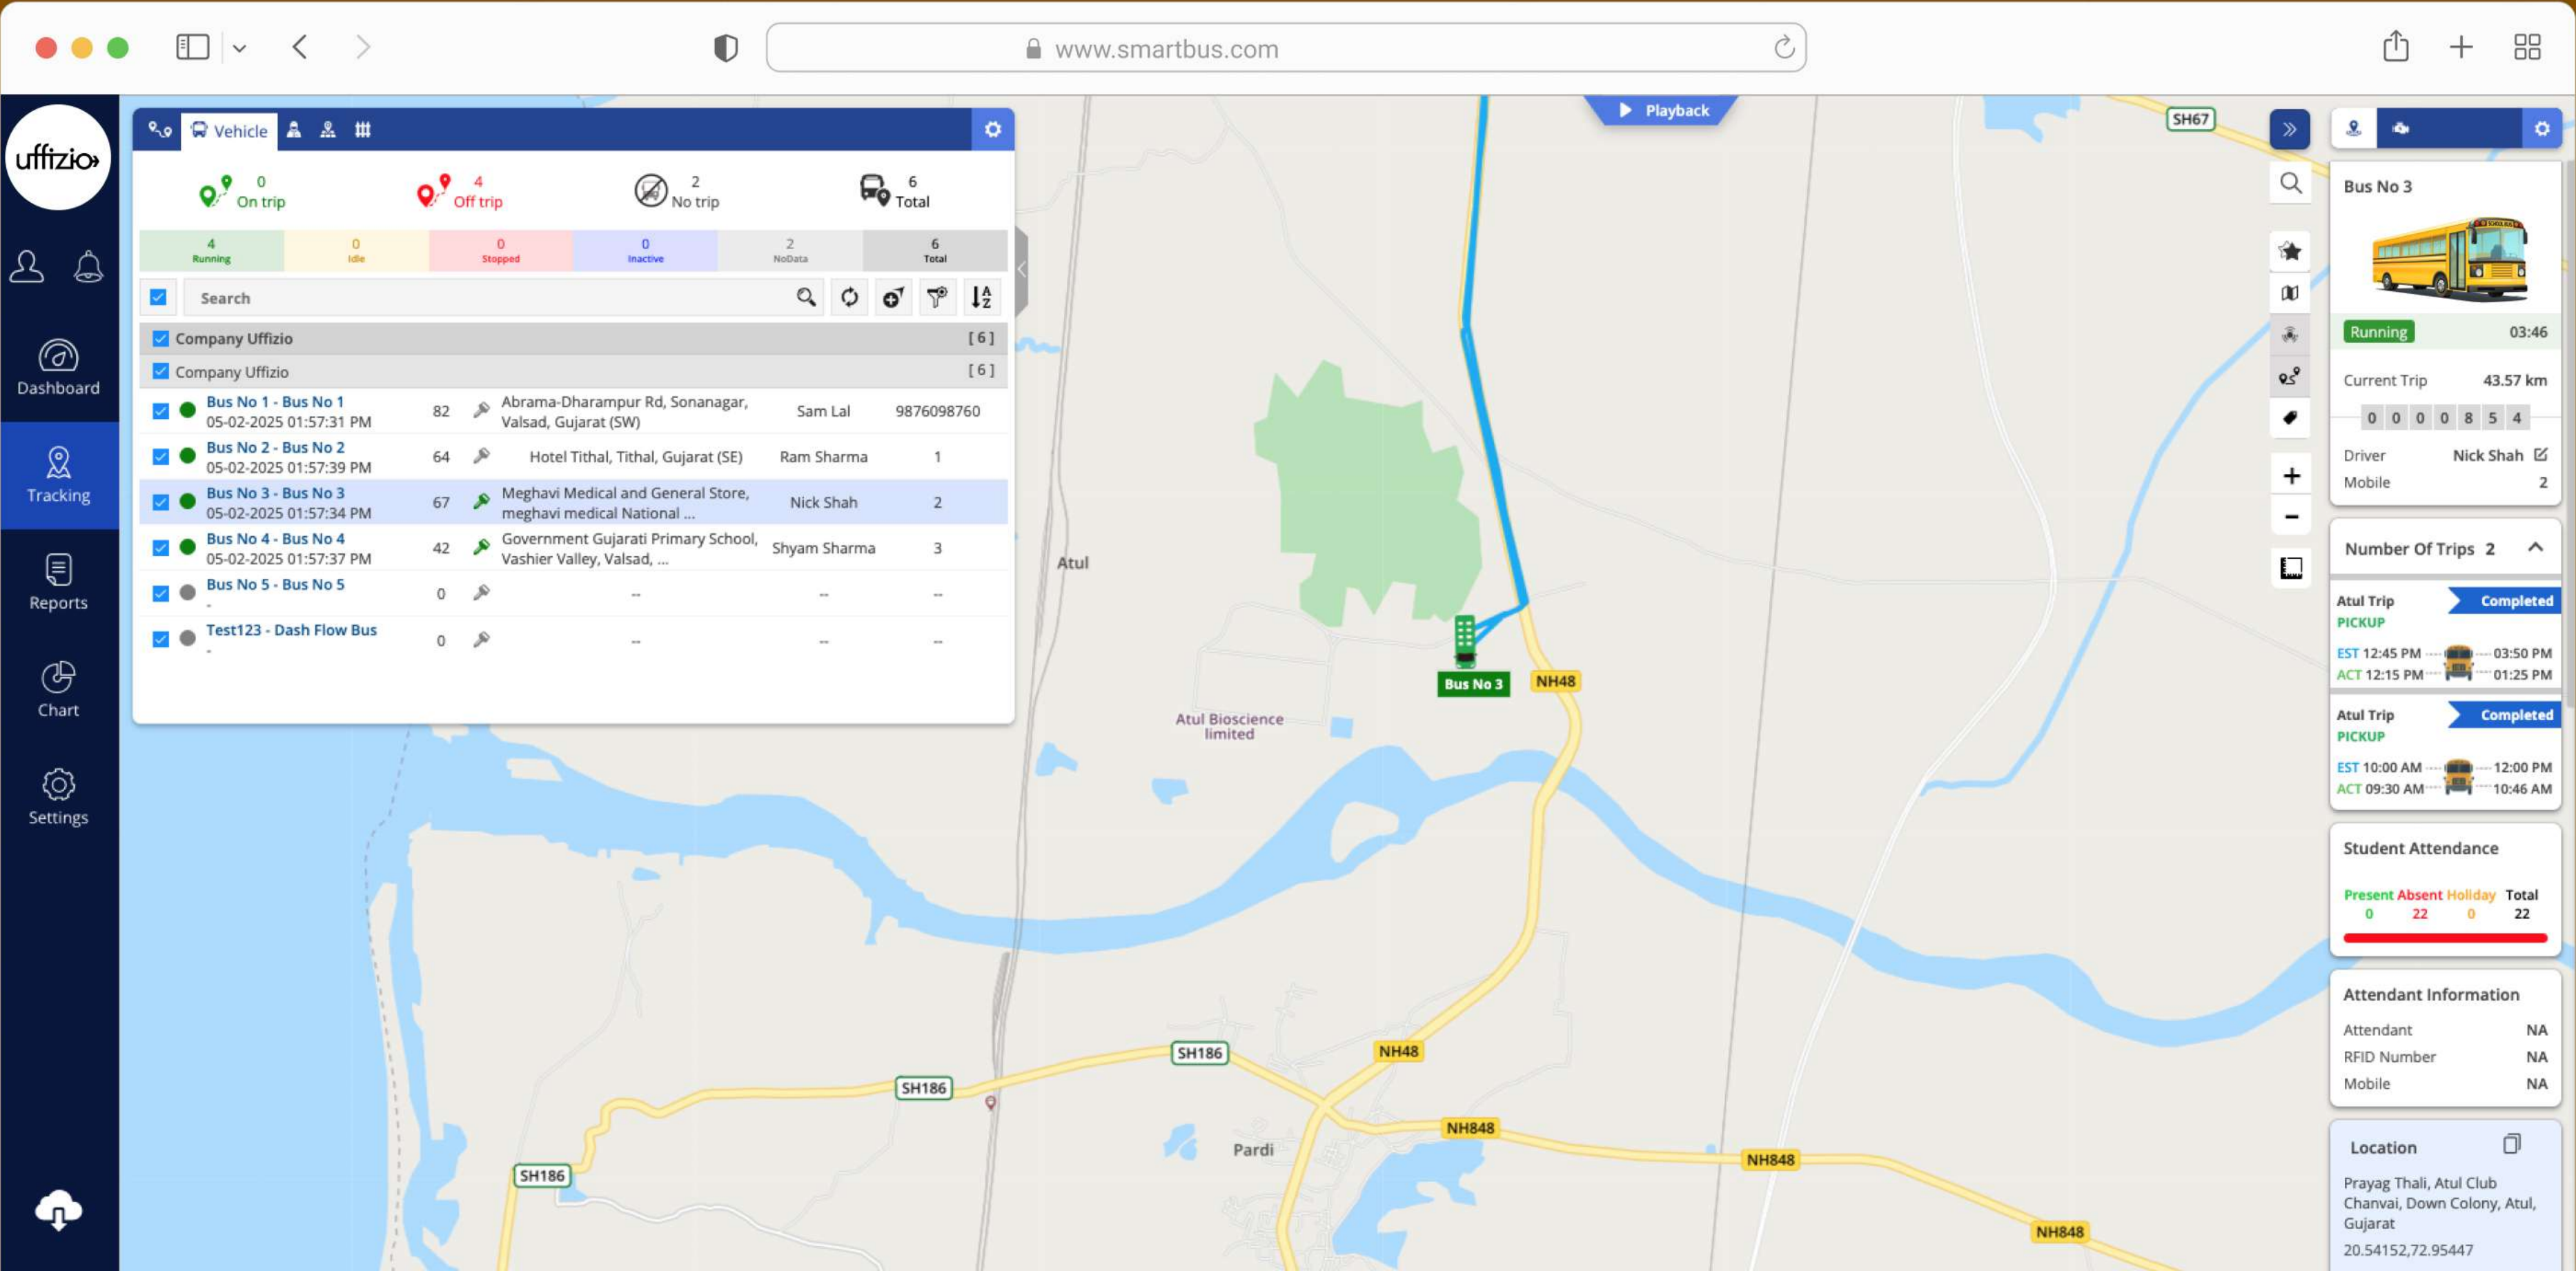 www.smartbus.com
uffizio
Dashboard
Tracking
Reports
Chart
Settings
Vehicle
0
On trip
4
Off trip
2
No trip
6
Total
4
Running
0
Idle
0
Stopped
0
Inactive
2
NoData
6
Total
Search
Company Uffizio [ 6 ]
Company Uffizio [ 6 ]
Bus No 1 - Bus No 1
05-02-2025 01:57:31 PM
82
Abrama-Dharampur Rd, Sonanagar,
Valsad, Gujarat (SW)
Sam Lal
9876098760
Bus No 2 - Bus No 2
05-02-2025 01:57:39 PM
64
Hotel Tithal, Tithal, Gujarat (SE)
Ram Sharma
1
Bus No 3 - Bus No 3
05-02-2025 01:57:34 PM
67
Meghavi Medical and General Store,
meghavi medical National ...
Nick Shah
2
Bus No 4 - Bus No 4
05-02-2025 01:57:37 PM
42
Government Gujarati Primary School,
Vashier Valley, Valsad, ...
Shyam Sharma
3
Bus No 5 - Bus No 5
-
0
--
--
--
Test123 - Dash Flow Bus
-
0
--
--
--
Playback
SH67
Atul
Bus No 3
NH48
Atul Bioscience
limited
SH186
NH48
SH186
NH848
Pardi
NH848
SH186
NH848
Bus No 3
Running 03:46
Current Trip 43.57 km
0 0 0 0 8 5 4
Driver Nick Shah
Mobile 2
Number Of Trips 2
Atul Trip Completed
PICKUP
EST 12:45 PM 03:50 PM
ACT 12:15 PM 01:25 PM
Atul Trip Completed
PICKUP
EST 10:00 AM 12:00 PM
ACT 09:30 AM 10:46 AM
Student Attendance
Present Absent Holiday Total
0 22 0 22
Attendant Information
Attendant NA
RFID Number NA
Mobile NA
Location
Prayag Thali, Atul Club
Chanvai, Down Colony, Atul,
Gujarat
20.54152,72.95447